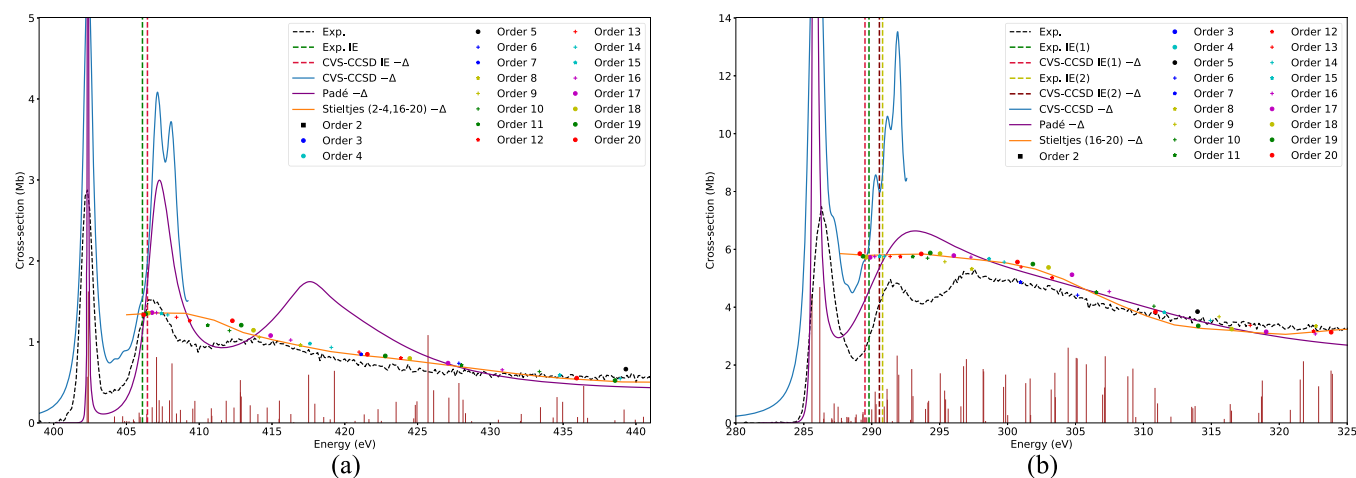 Cross-section (Mb)
5
4
3
2
1
0
400
405
410
415
420
425
430
435
440
Energy (eV)
Exp.
Exp. IE
CVS-CCSD IE −Δ
CVS-CCSD −Δ
Padé −Δ
Stieltjes (2-4,16-20) −Δ
Order 2
Order 3
Order 4
Order 5
Order 6
Order 7
Order 8
Order 9
Order 10
Order 11
Order 12
Order 13
Order 14
Order 15
Order 16
Order 17
Order 18
Order 19
Order 20
(a)
Cross-section (Mb)
14
12
10
8
6
4
2
0
280
285
290
295
300
305
310
315
320
325
Energy (eV)
Exp.
Exp. IE(1)
CVS-CCSD IE(1) −Δ
Exp. IE(2)
CVS-CCSD IE(2) −Δ
CVS-CCSD −Δ
Padé −Δ
Stieltjes (16-20) −Δ
Order 2
Order 3
Order 4
Order 5
Order 6
Order 7
Order 8
Order 9
Order 10
Order 11
Order 12
Order 13
Order 14
Order 15
Order 16
Order 17
Order 18
Order 19
Order 20
(b)